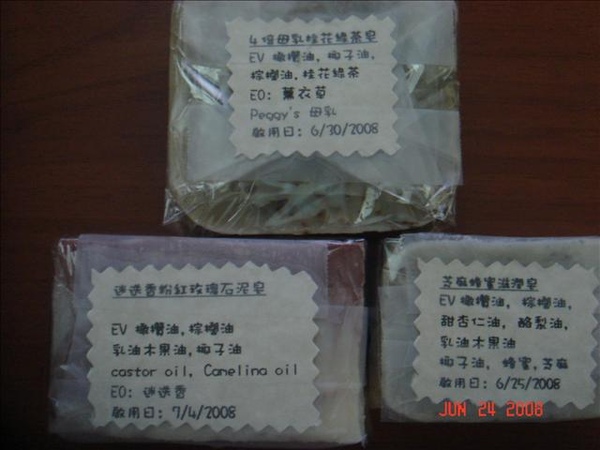 4倍母乳桂花綠茶皂
EV 橄欖油, 椰子油,
棕櫚油, 桂花綠茶
EO: 薰衣草
Peggy's 母乳
啟用日: 6/30/2008
迷迭香粉紅玫瑰石泥皂
EV 橄欖油, 棕櫚油
乳油木果油, 椰子油
castor oil, Camelina oil
EO: 迷迭香
啟用日: 7/4/2008
芝麻蜂蜜滋潤皂
EV 橄欖油, 棕櫚油,
甜杏仁油, 酪梨油,
乳油木果油
椰子油, 蜂蜜, 芝麻
啟用日: 6/25/2008
JUN 24 2008